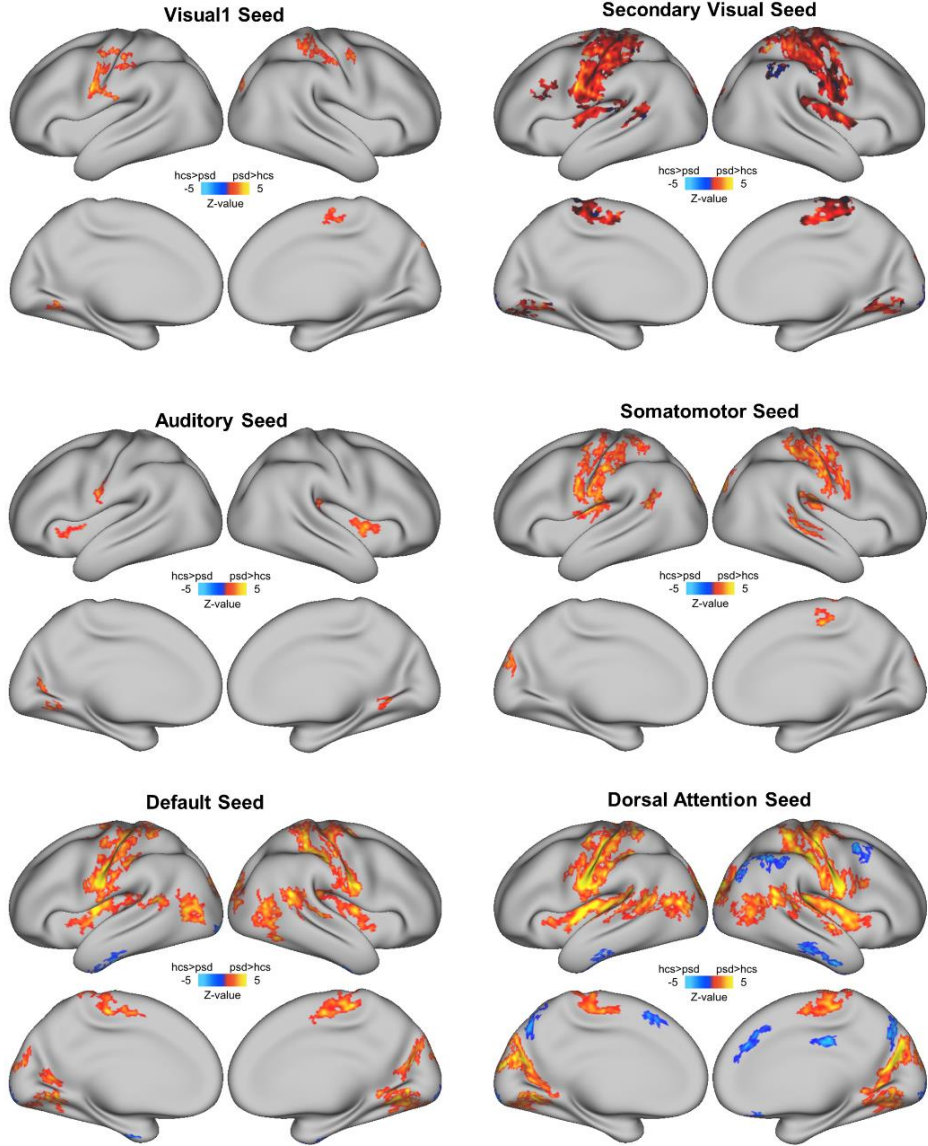 Visual1 Seed
hcs>psd psd>hcs
-5 5
Z-value
Secondary Visual Seed
hcs>psd psd>hcs
-5 5
Z-value
Auditory Seed
hcs>psd psd>hcs
-5 5
Z-value
Somatomotor Seed
hcs>psd psd>hcs
-5 5
Z-value
Default Seed
hcs>psd psd>hcs
-5 5
Z-value
Dorsal Attention Seed
hcs>psd psd>hcs
-5 5
Z-value